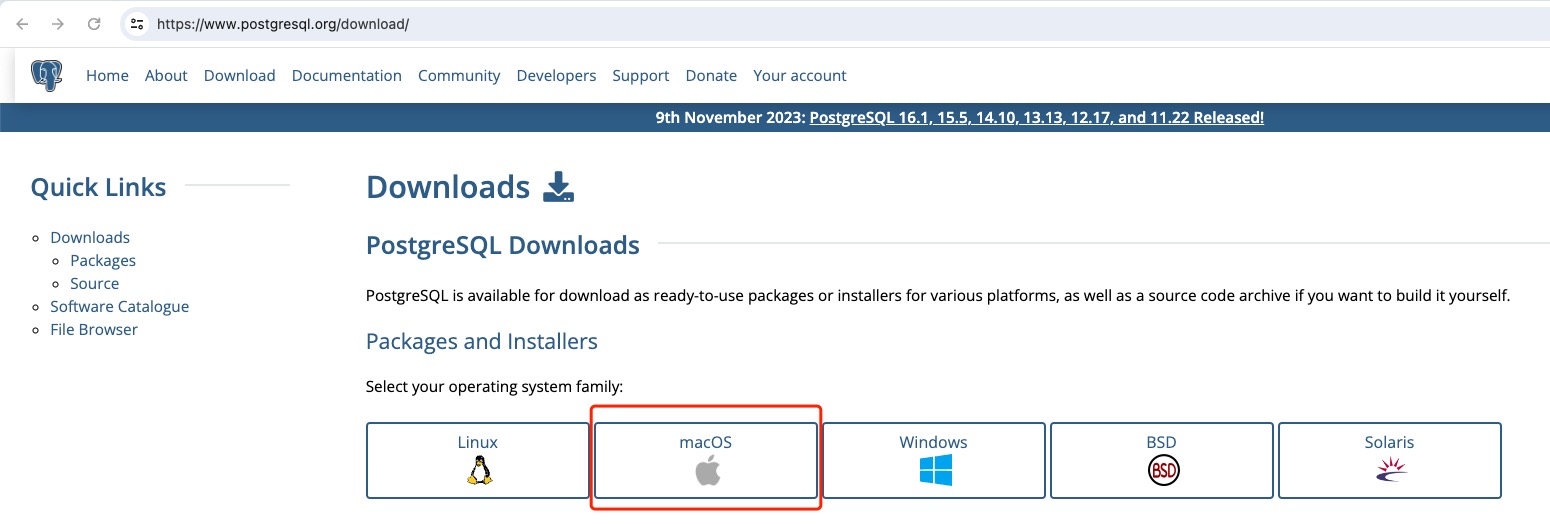 https://www.postgresql.org/download/
Home About Download Documentation Community Developers Support Donate Your account
9th November 2023: PostgreSQL 16.1, 15.5, 14.10, 13.13, 12.17, and 11.22 Released!
Quick Links
Downloads
Packages
Source
Software Catalogue
File Browser
Downloads
PostgreSQL Downloads
PostgreSQL is available for download as ready-to-use packages or installers for various platforms, as well as a source code archive if you want to build it yourself.
Packages and Installers
Select your operating system family:
Linux macOS Windows BSD Solaris
BSD